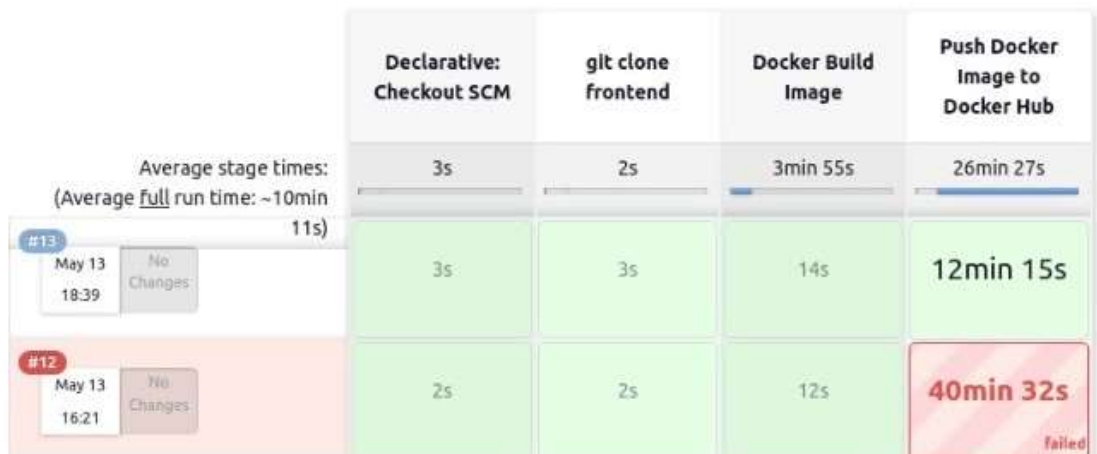 Declarative:
Checkout SCM
git clone
frontend
Docker Build
Image
Push Docker
Image to
Docker Hub
Average stage times:
(Average full run time: ~10min
11s)
3s
2s
3min 55s
26min 27s
#13
May 13
18:39
No
Changes
3s
3s
14s
12min 15s
#12
May 13
16:21
No
Changes
2s
2s
12s
40min 32s
failed